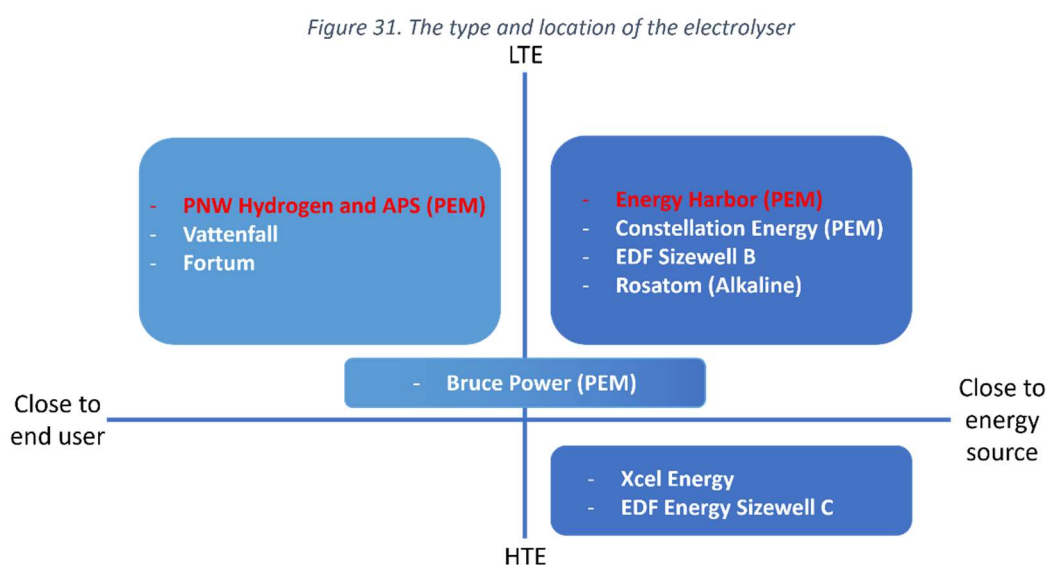 Figure 31. The type and location of the electrolyser
LTE
- PNW Hydrogen and APS (PEM)
- Vattenfall
- Fortum
- Energy Harbor (PEM)
- Constellation Energy (PEM)
- EDF Sizewell B
- Rosatom (Alkaline)
- Bruce Power (PEM)
Close to
end user
Close to
energy
source
- Xcel Energy
- EDF Energy Sizewell C
HTE